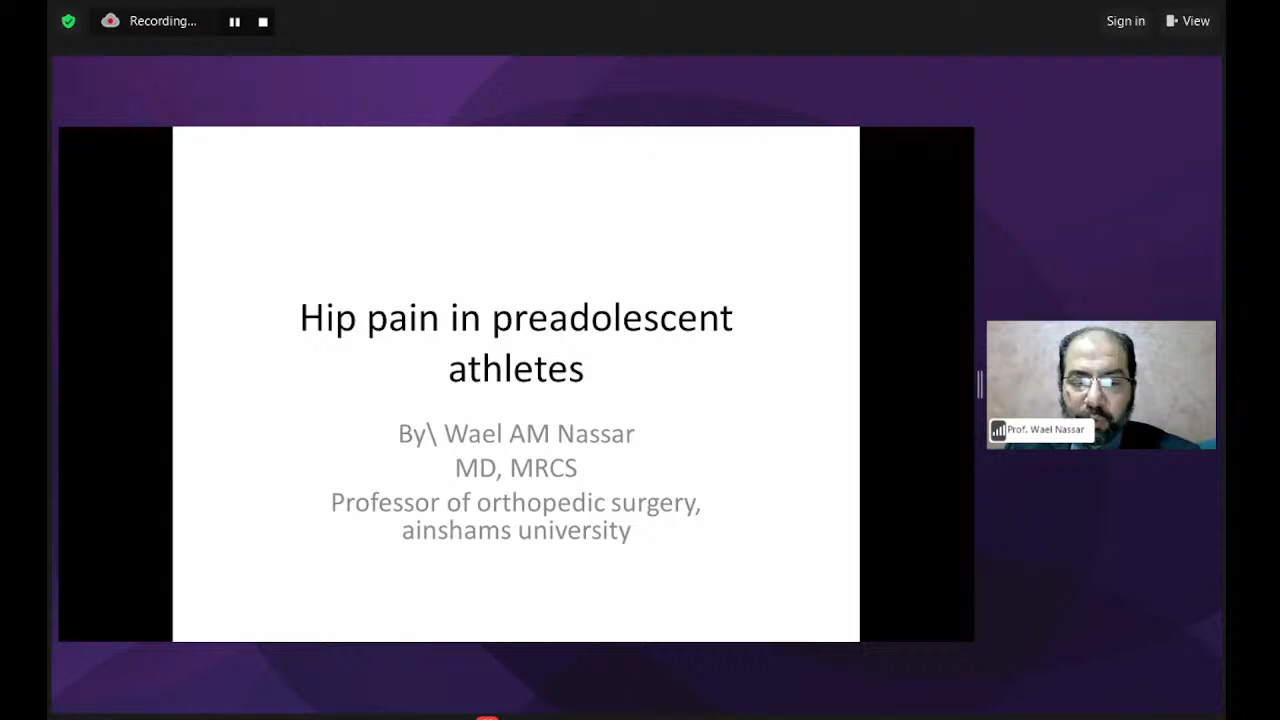 Recording...
Sign in
View
Hip pain in preadolescent
athletes
By\ Wael AM Nassar
MD, MRCS
Professor of orthopedic surgery,
ainshams university
Prof. Wael Nassar